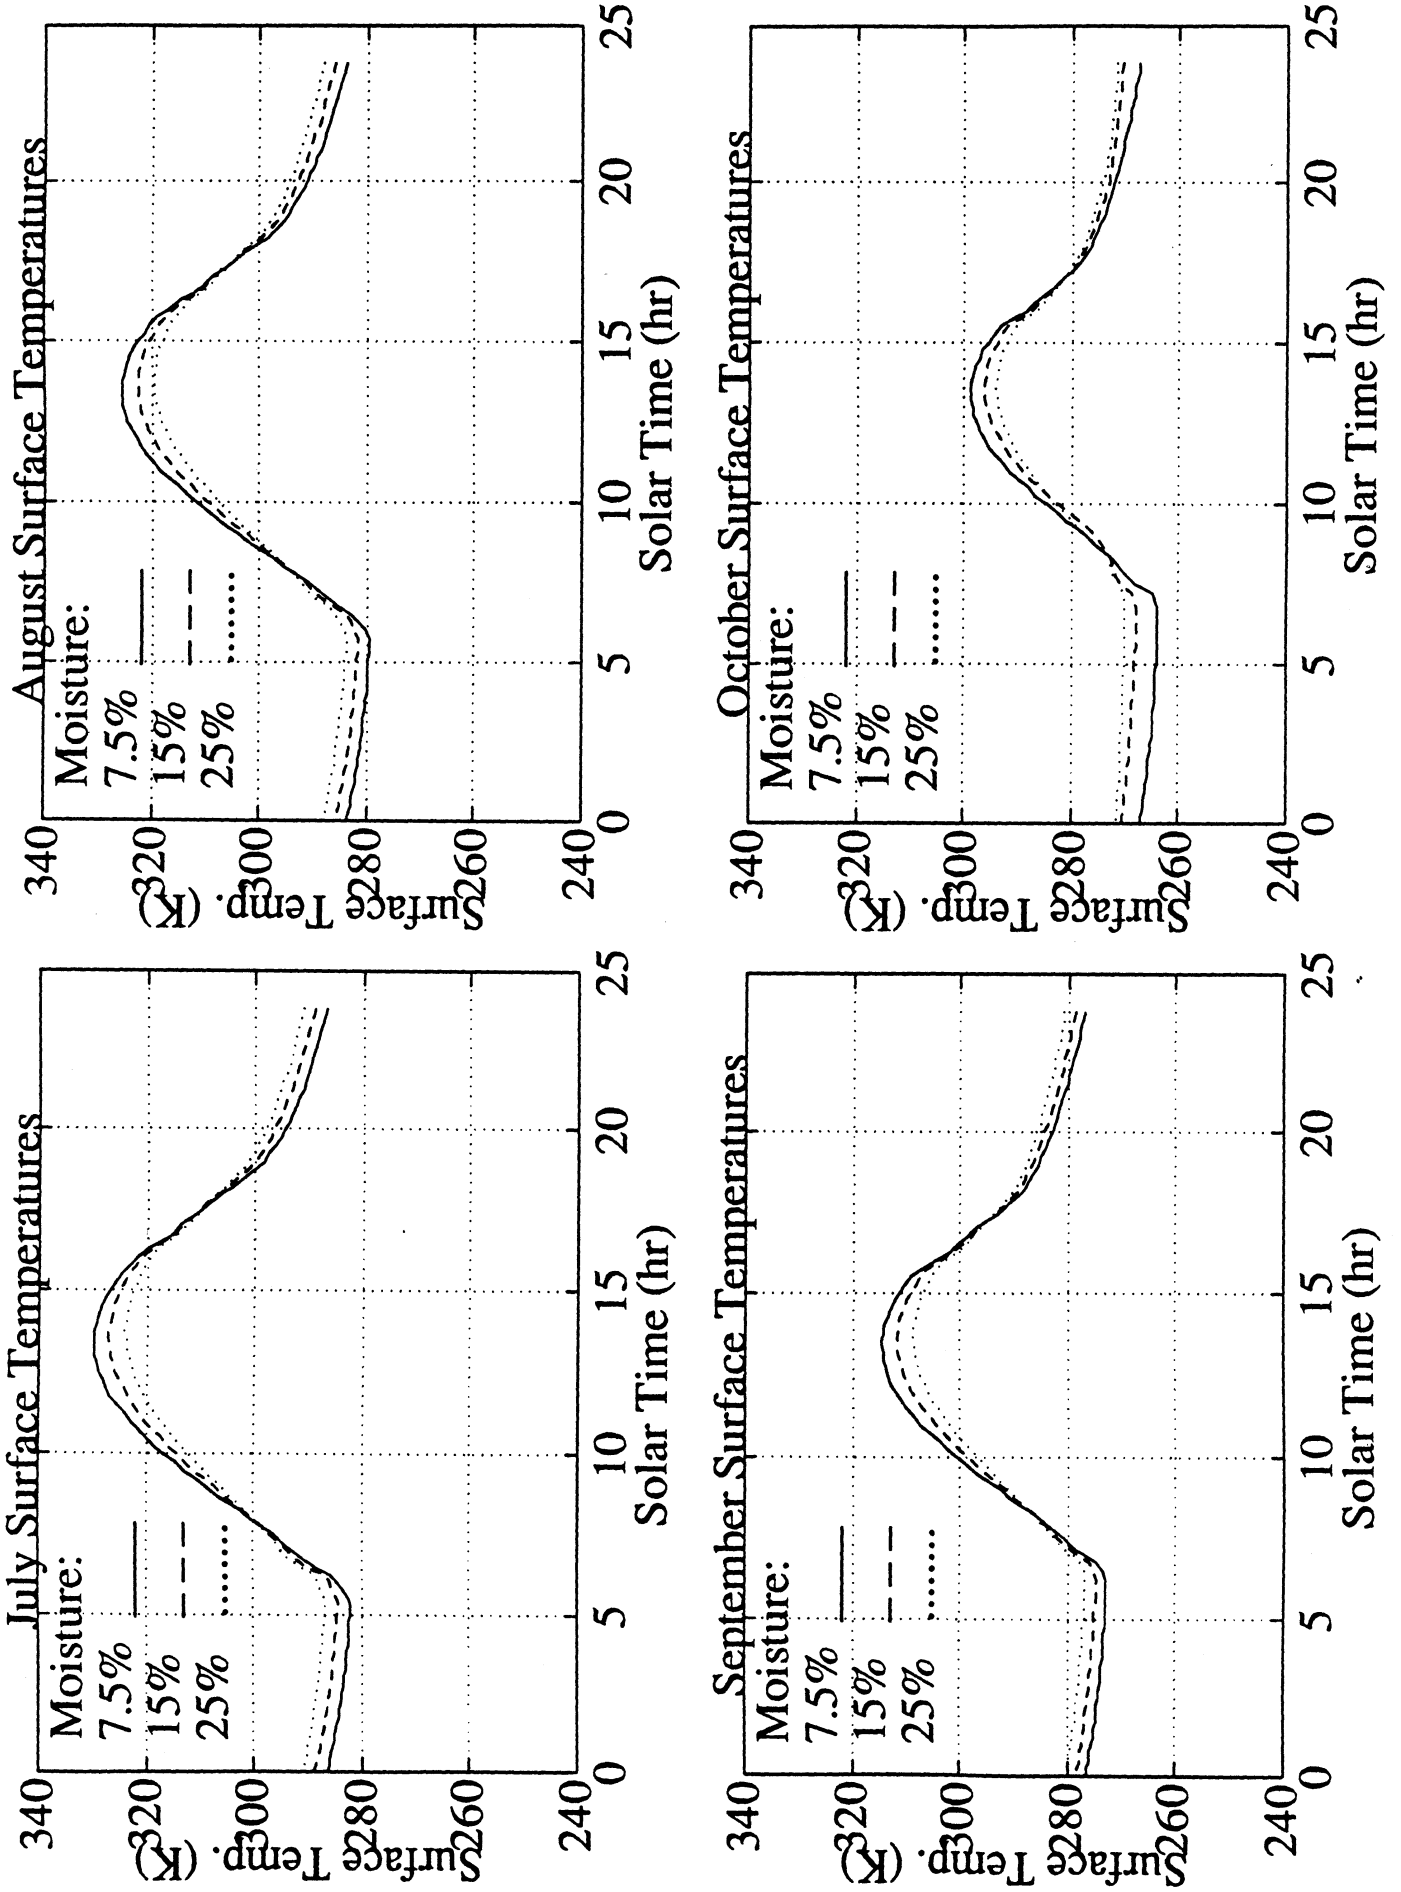 July Surface Temperatures
Surface Temp. (K)
340
320
300
280
260
240
Moisture:
7.5%
15%
25%
0 5 10 15 20 25
Solar Time (hr)
August Surface Temperatures
Surface Temp. (K)
340
320
300
280
260
240
Moisture:
7.5%
15%
25%
0 5 10 15 20 25
Solar Time (hr)
September Surface Temperatures
Surface Temp. (K)
340
320
300
280
260
240
Moisture:
7.5%
15%
25%
0 5 10 15 20 25
Solar Time (hr)
October Surface Temperatures
Surface Temp. (K)
340
320
300
280
260
240
Moisture:
7.5%
15%
25%
0 5 10 15 20 25
Solar Time (hr)